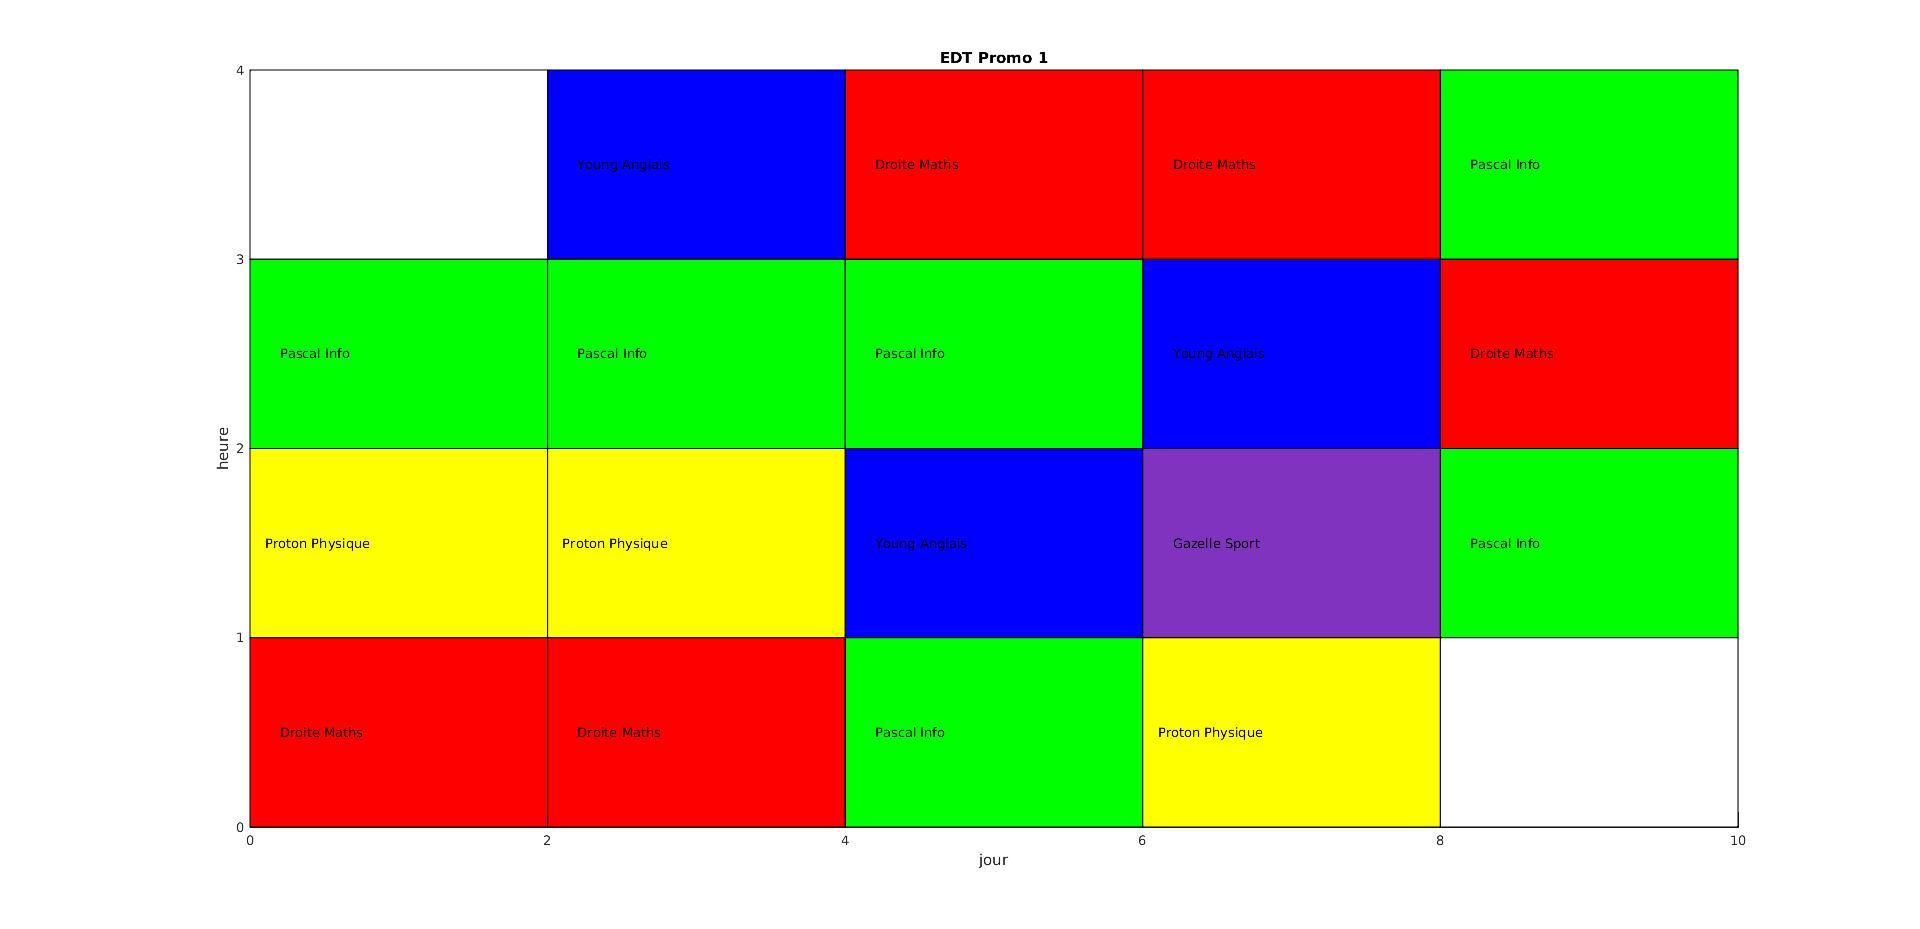 EDT Promo 1
4
Young Anglais
Droite Maths
Droite Maths
Pascal Info
3
Pascal Info
Pascal Info
Pascal Info
Young Anglais
Droite Maths
heure
2
Proton Physique
Proton Physique
Young Anglais
Gazelle Sport
Pascal Info
1
Droite Maths
Droite Maths
Pascal Info
Proton Physique
0
0 2 4 6 8 10
jour